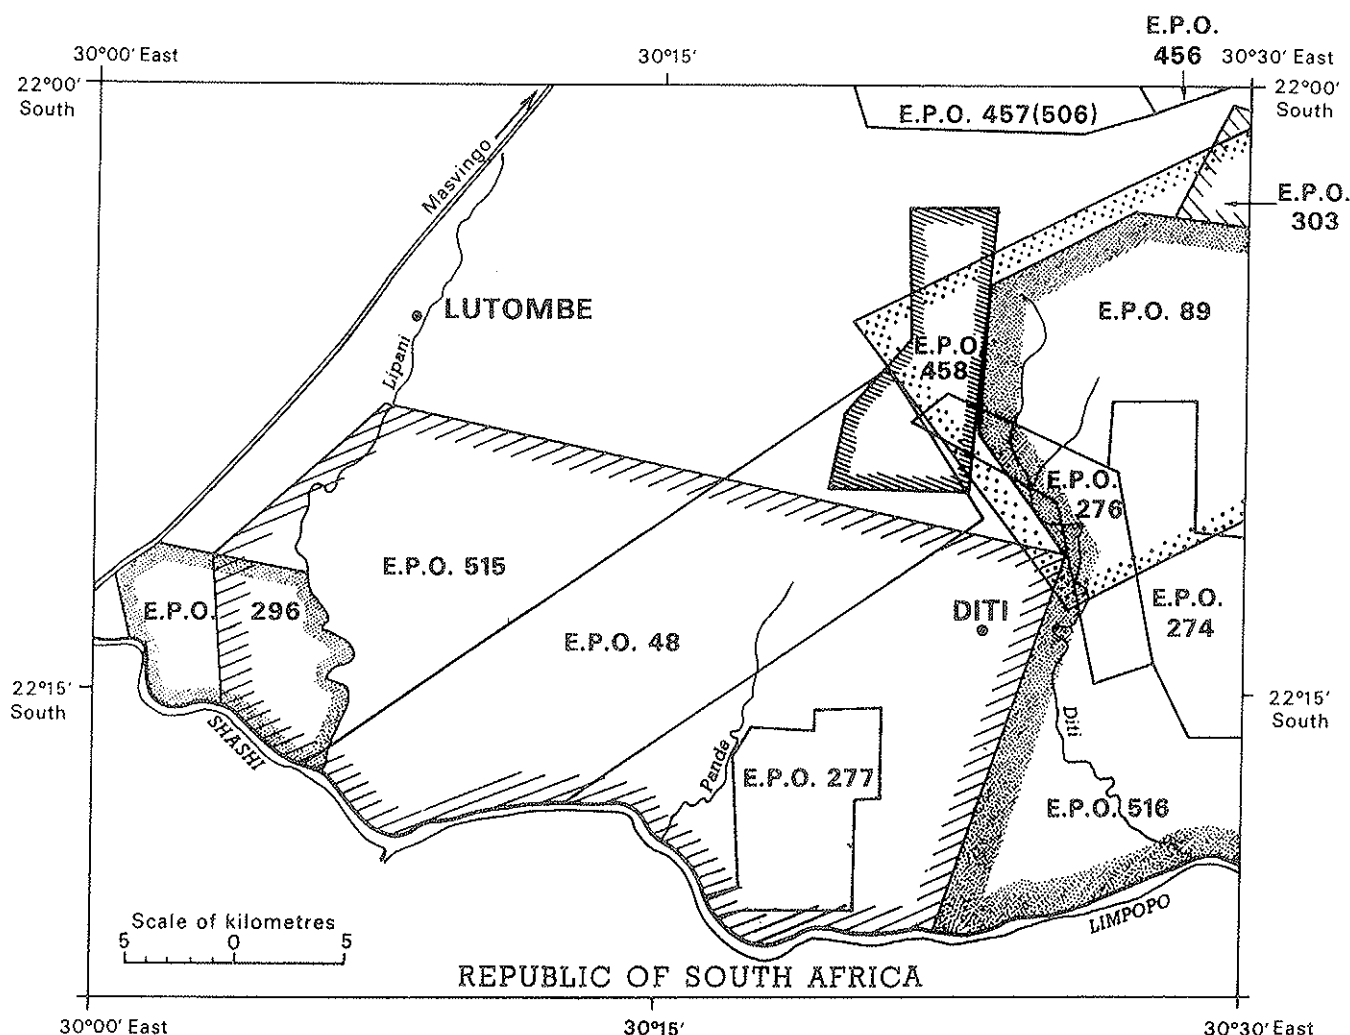 E.P.O.
456
30°00' East
30°15'
30°30' East
22°00'
South
22°00'
South
E.P.O. 457(506)
Masvingo
E.P.O.
303
LUTOMBE
Lipani
E.P.O. 89
E.P.O.
458
E.P.O.
276
E.P.O. 515
E.P.O.
296
E.P.O. 48
DITI
E.P.O.
274
22°15'
South
22°15'
South
SHASHI
Panda
Diti
E.P.O. 277
E.P.O. 516
LIMPOPO
Scale of kilometres
5 0 5
REPUBLIC OF SOUTH AFRICA
30°00' East
30°15'
30°30' East